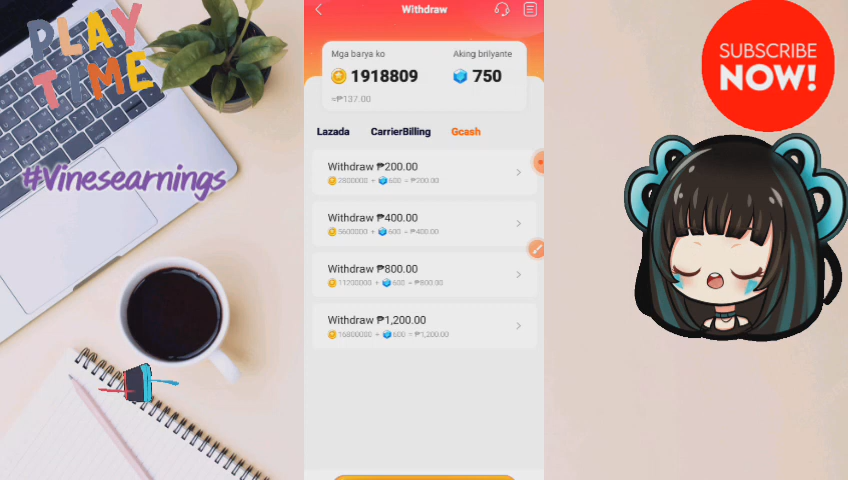 PLAY
TIME
#Vinesearnings
Withdraw
Mga barya ko
Aking brilyante
1918809
750
≈₱137.00
Lazada
CarrierBilling
Gcash
Withdraw ₱200.00
2800000 + 600 = ₱200.00
Withdraw ₱400.00
5600000 + 600 = ₱400.00
Withdraw ₱800.00
11200000 + 600 = ₱800.00
Withdraw ₱1,200.00
16800000 + 600 = ₱1,200.00
SUBSCRIBE
NOW!